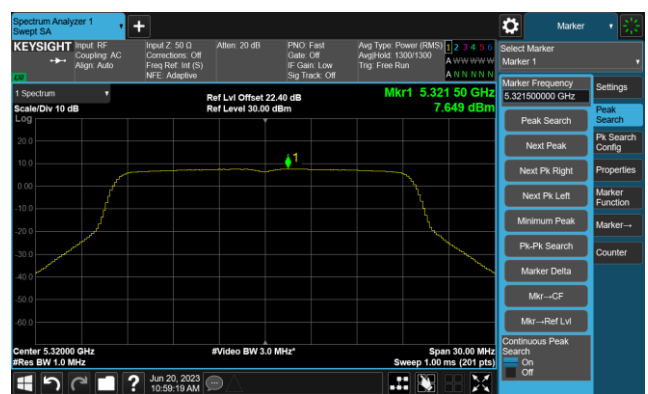 Spectrum Analyzer 1
Swept SA
+
Marker
KEYSIGHT
Input: RF
Coupling: AC
Align: Auto
Input Z: 50 Ω
Corrections: Off
Freq Ref: Int (S)
NFE: Adaptive
Atten: 20 dB
PNO: Fast
Gate: Off
IF Gain: Low
Sig Track: Off
Avg Type: Power (RMS)
Avg|Hold: 1300/1300
Trig: Free Run
1 2 3 4 5 6
A W W W W W
A N N N N N
Select Marker
Marker 1
LXI
1 Spectrum
Scale/Div 10 dB
Log
Ref Lvl Offset 22.40 dB
Ref Level 30.00 dBm
Mkr1 5.321 50 GHz
7.649 dBm
1
20.0
10.0
0.00
-10.0
-20.0
-30.0
-40.0
-50.0
-60.0
Center 5.32000 GHz
#Res BW 1.0 MHz
#Video BW 3.0 MHz*
Span 30.00 MHz
Sweep 1.00 ms (201 pts)
Marker Frequency
5.321500000 GHz
Peak Search
Next Peak
Next Pk Right
Next Pk Left
Minimum Peak
Pk-Pk Search
Marker Delta
Mkr→CF
Mkr→Ref Lvl
Continuous Peak
Search
On
Off
Settings
Peak
Search
Pk Search
Config
Properties
Marker
Function
Marker→
Counter
?
Jun 20, 2023
10:59:19 AM